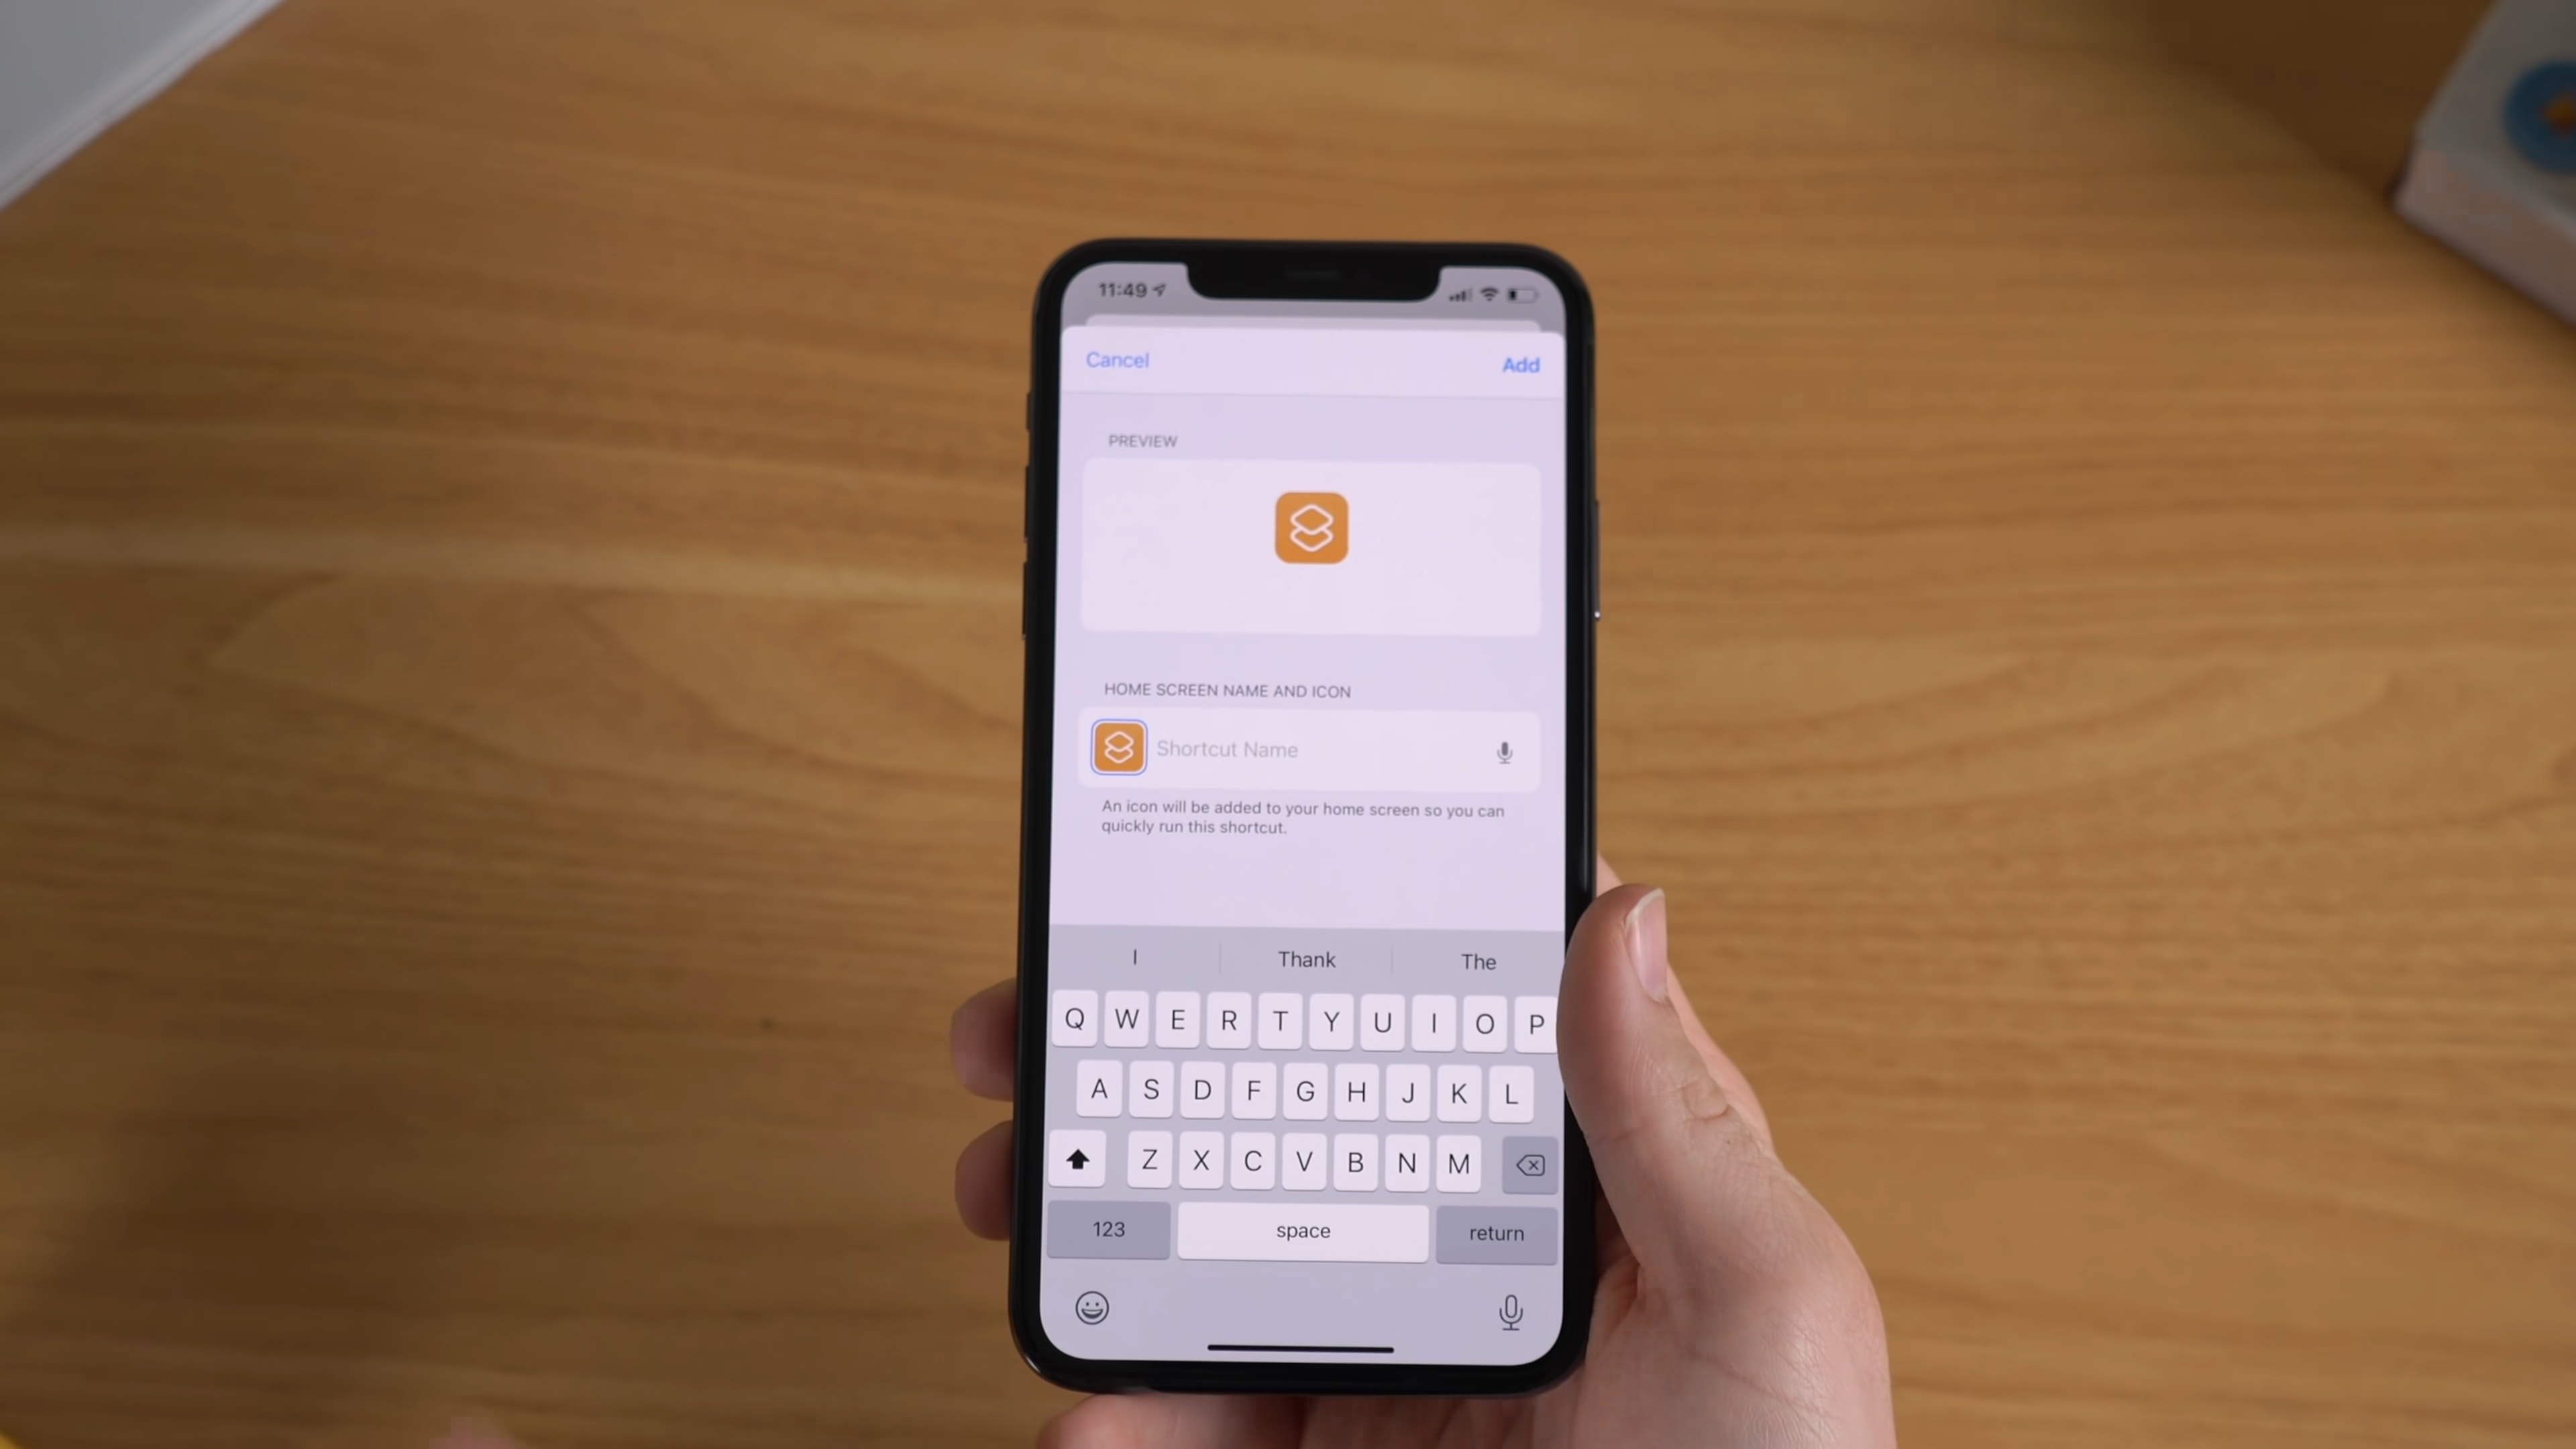 11:49
Cancel
Add
PREVIEW
HOME SCREEN NAME AND ICON
Shortcut Name
An icon will be added to your home screen so you can
quickly run this shortcut.
I Thank The
Q W E R T Y U I O P
A S D F G H J K L
Z X C V B N M
123 space return